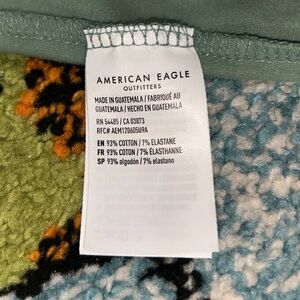 AMERICAN EAGLE
OUTFITTERS
MADE IN GUATEMALA / FABRIQUÉ AU
GUATEMALA / HECHO EN GUATEMALA
RN 54485 / CA 03873
RFC# AEM120605U9A
EN 93% COTTON / 7% ELASTANE
FR 93% COTON / 7% ÉLASTHANNE
SP 93% algodón / 7% elastano